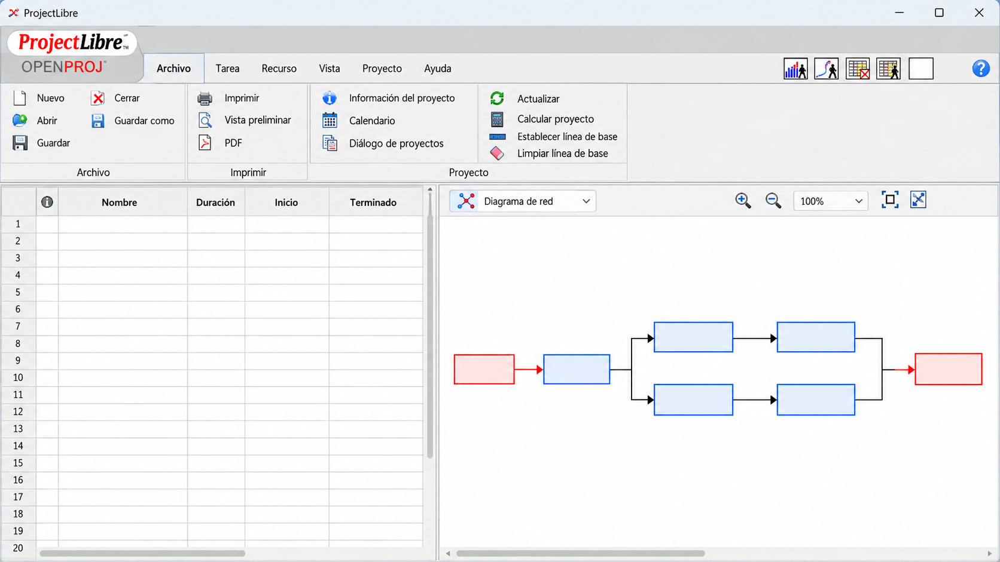 ProjectLibre
ProjectLibre™
OPENPROJ
Archivo Tarea Recurso Vista Proyecto Ayuda
?
Nuevo Cerrar Imprimir Información del proyecto Actualizar
Abrir Guardar como Vista preliminar Calendario Calcular proyecto
Guardar PDF Diálogo de proyectos Establecer línea de base
Limpiar línea de base
Archivo Imprimir Proyecto
Nombre Duración Inicio Terminado
Diagrama de red 100%
1
2
3
4
5
6
7
8
9
10
11
12
13
14
15
16
17
18
19
20